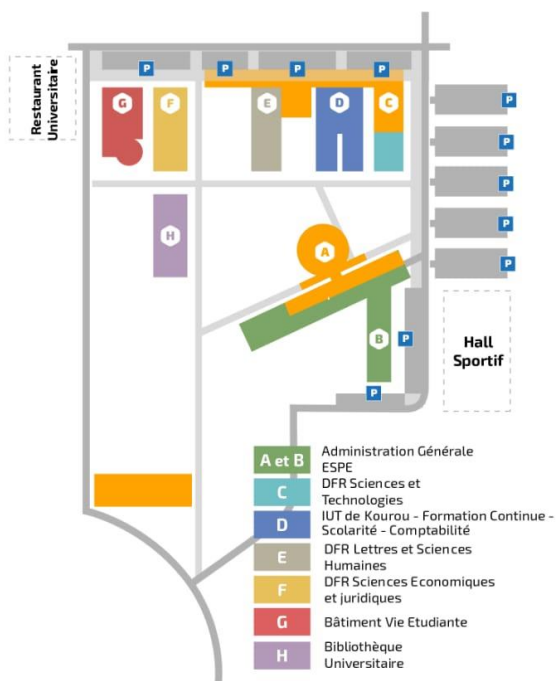 P
P
P
P
Restaurant
Universitaire
G
F
E
D
C
P
P
P
P
P
H
A
B
P
P
Hall
Sportif
A et B
Administration Générale
ESPE
C
DFR Sciences et
Technologies
D
IUT de Kourou - Formation Continue -
Scolarité - Comptabilité
E
DFR Lettres et Sciences
Humaines
F
DFR Sciences Economiques
et juridiques
G
Bâtiment Vie Etudiante
H
Bibliothèque
Universitaire